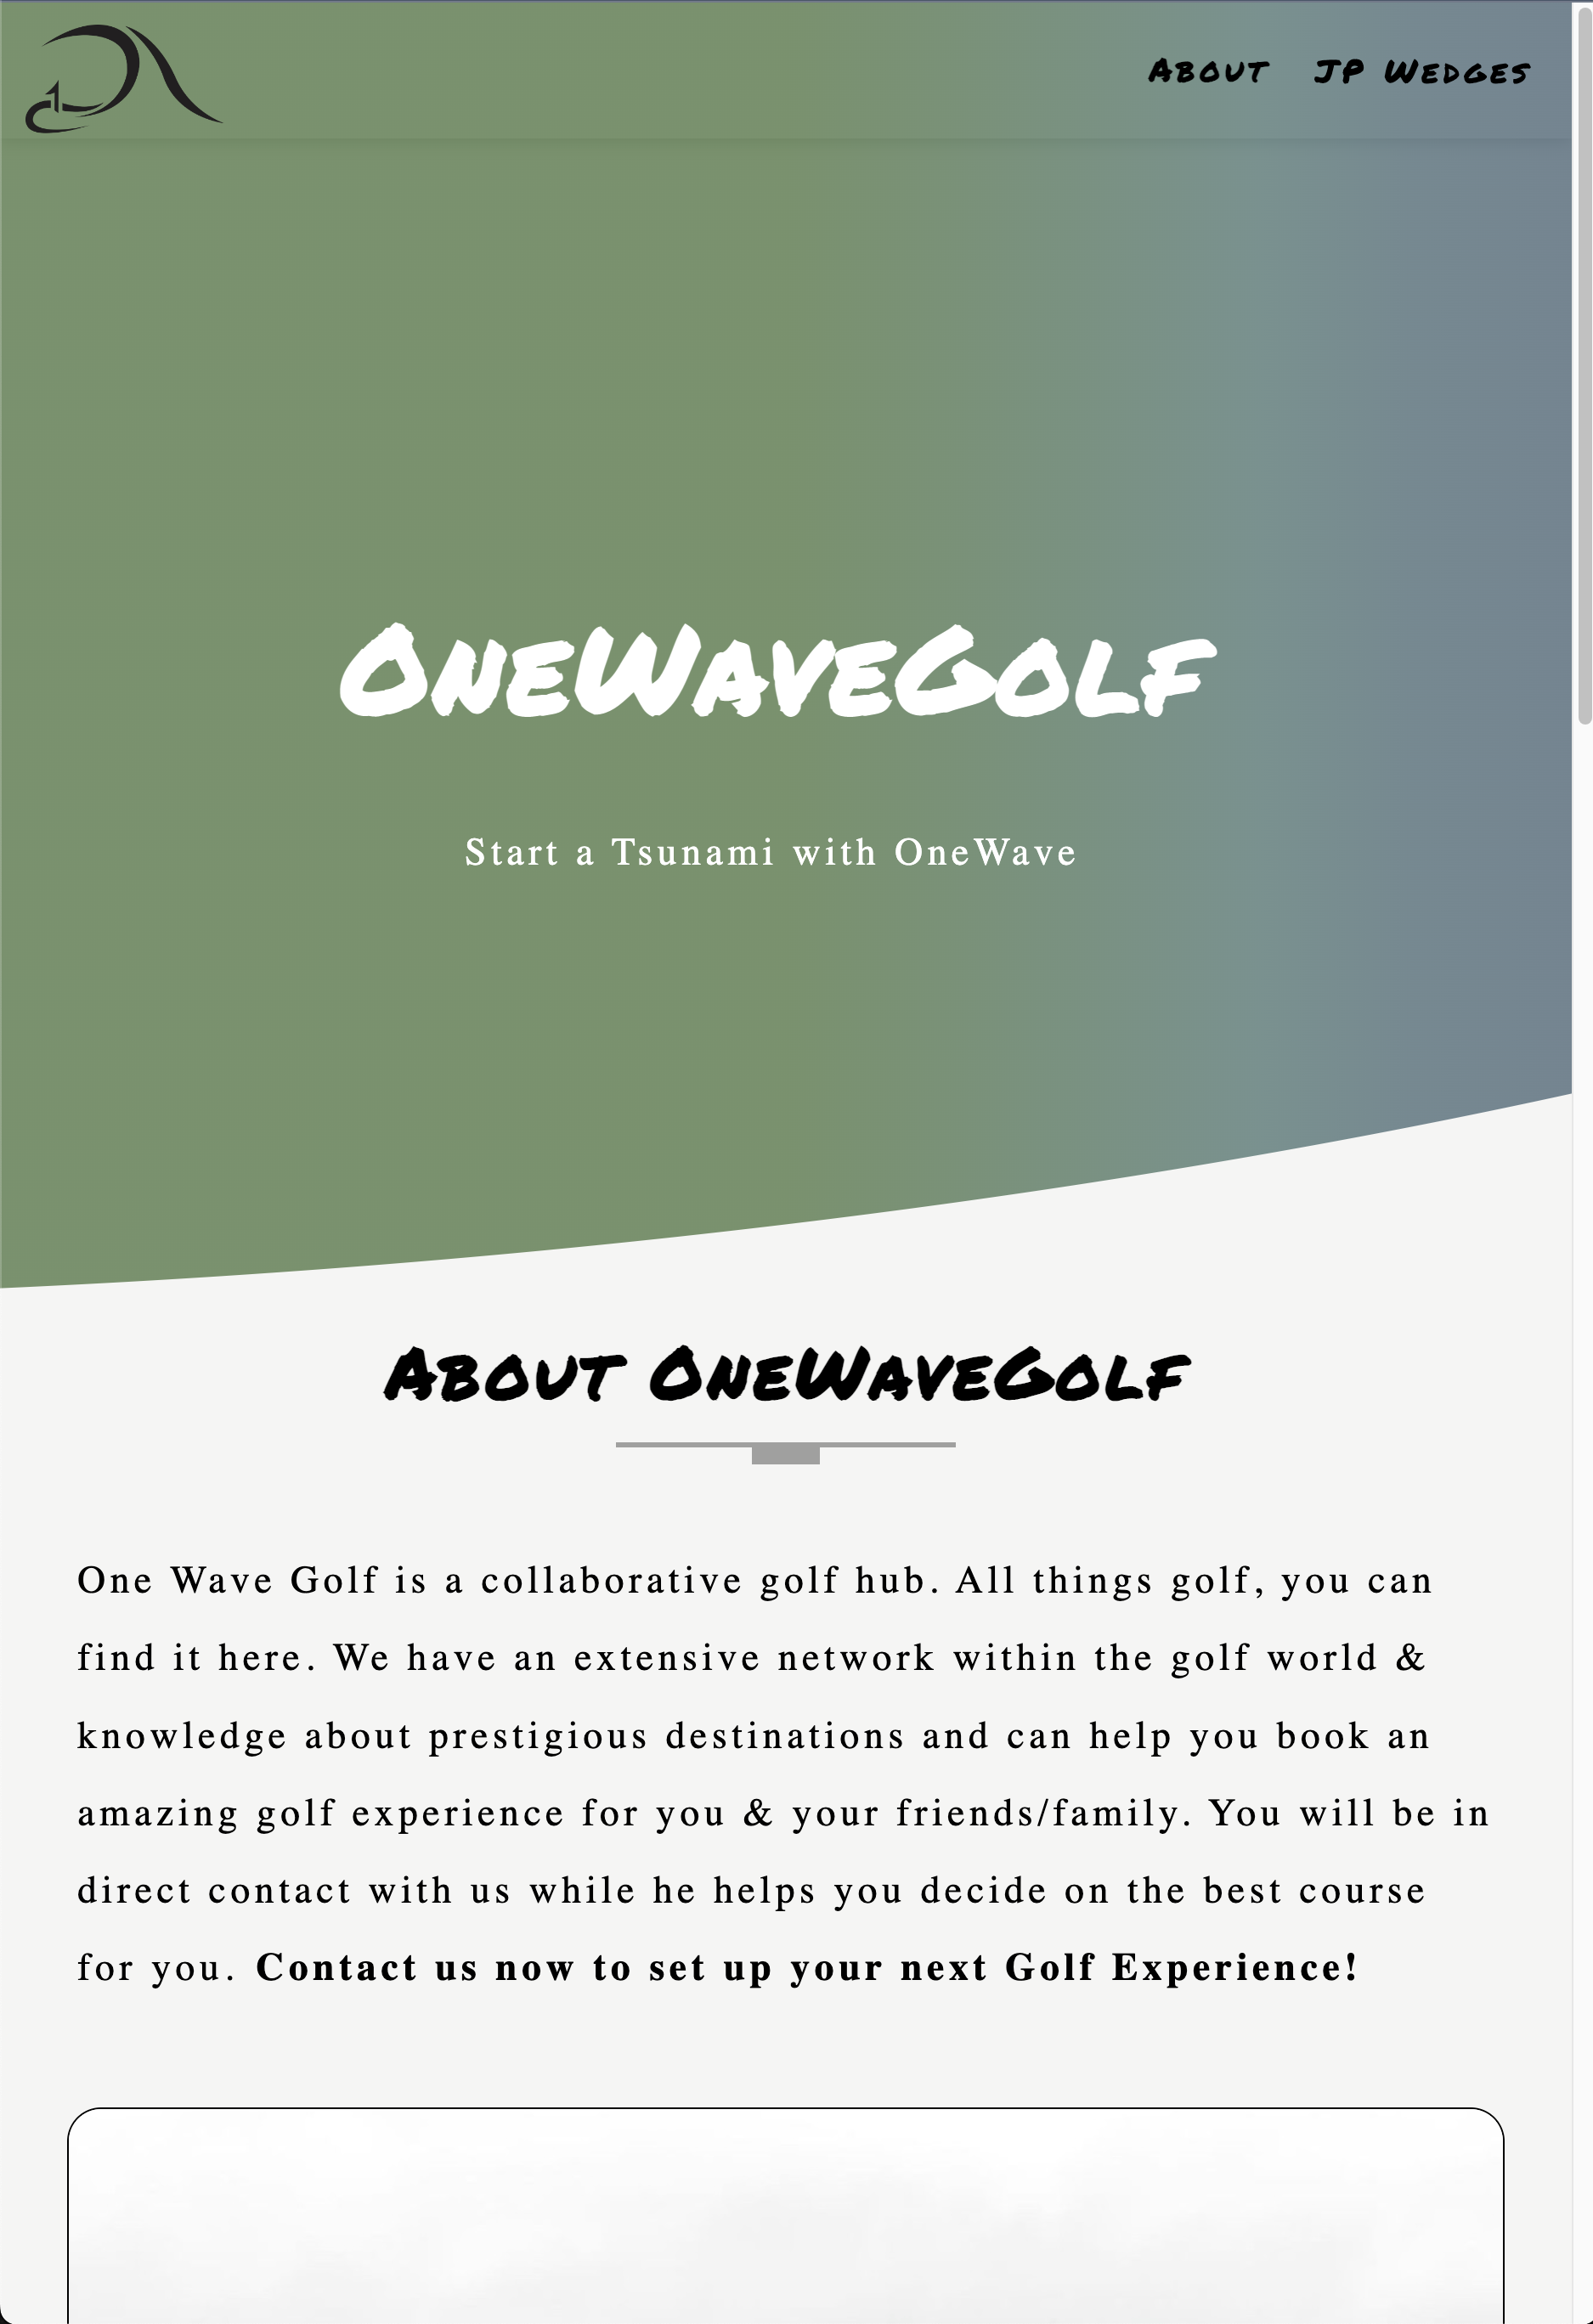 About JP Wedges
OneWaveGolf
Start a Tsunami with OneWave
About OneWaveGolf
One Wave Golf is a collaborative golf hub. All things golf, you can
find it here. We have an extensive network within the golf world &
knowledge about prestigious destinations and can help you book an
amazing golf experience for you & your friends/family. You will be in
direct contact with us while he helps you decide on the best course
for you. Contact us now to set up your next Golf Experience!